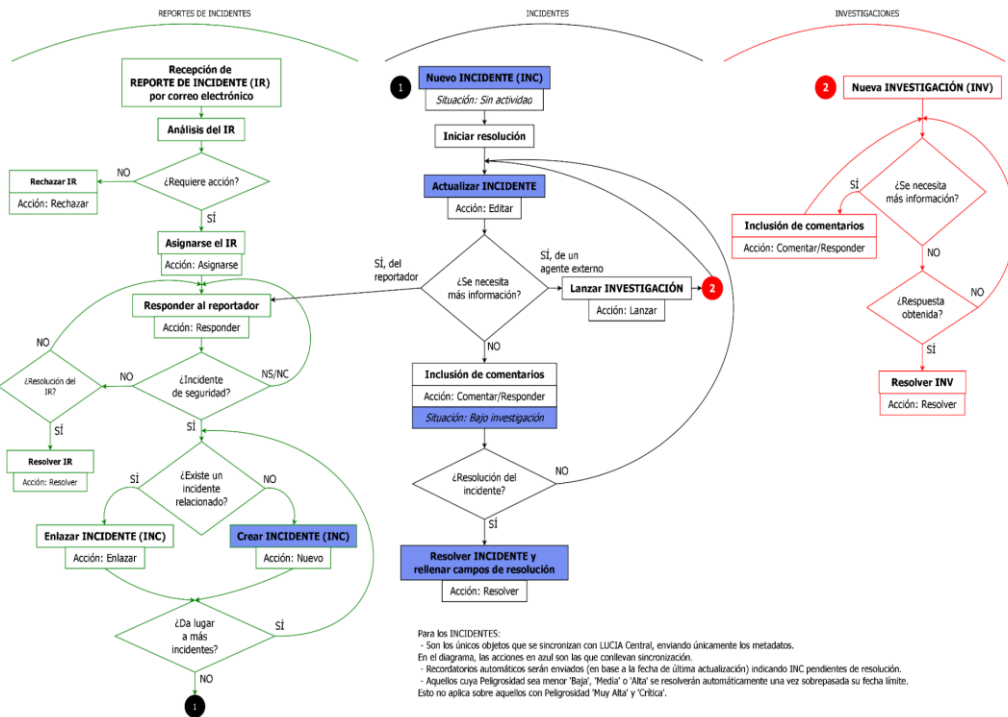 REPORTES DE INCIDENTES
Recepción de
REPORTE DE INCIDENTE (IR)
por correo electrónico
Análisis del IR
¿Requiere acción?
NO
Rechazar IR
Acción: Rechazar
SÍ
Asignarse el IR
Acción: Asignarse
Responder al reportador
Acción: Responder
NO
¿Resolución del
IR?
NO
¿Incidente
de seguridad?
NS/NC
SÍ
SÍ
Resolver IR
Acción: Resolver
¿Existe un
incidente
relacionado?
SÍ
NO
Enlazar INCIDENTE (INC)
Acción: Enlazar
Crear INCIDENTE (INC)
Acción: Nuevo
¿Da lugar
a más
incidentes?
SÍ
NO
1
INCIDENTES
1
Nuevo INCIDENTE (INC)
Situación: Sin actividad
Iniciar resolución
Actualizar INCIDENTE
Acción: Editar
SÍ, del
reportador
¿Se necesita
más información?
SÍ, de un
agente externo
Lanzar INVESTIGACIÓN
Acción: Lanzar
2
NO
Inclusión de comentarios
Acción: Comentar/Responder
Situación: Bajo investigación
¿Resolución del
incidente?
NO
SÍ
Resolver INCIDENTE y
rellenar campos de resolución
Acción: Resolver
INVESTIGACIONES
2
Nueva INVESTIGACIÓN (INV)
¿Se necesita
más información?
SÍ
Inclusión de comentarios
Acción: Comentar/Responder
NO
¿Respuesta
obtenida?
NO
SÍ
Resolver INV
Acción: Resolver
Para los INCIDENTES:
- Son los únicos objetos que se sincronizan con LUCIA Central, enviando únicamente los metadatos.
En el diagrama, las acciones en azul son las que conllevan sincronización.
- Recordatorios automáticos serán enviados (en base a la fecha de última actualización) indicando INC pendientes de resolución.
- Aquellos cuya Peligrosidad sea menor 'Baja', 'Media' o 'Alta' se resolverán automáticamente una vez sobrepasada su fecha límite.
Esto no aplica sobre aquellos con Peligrosidad 'Muy Alta' y 'Crítica'.